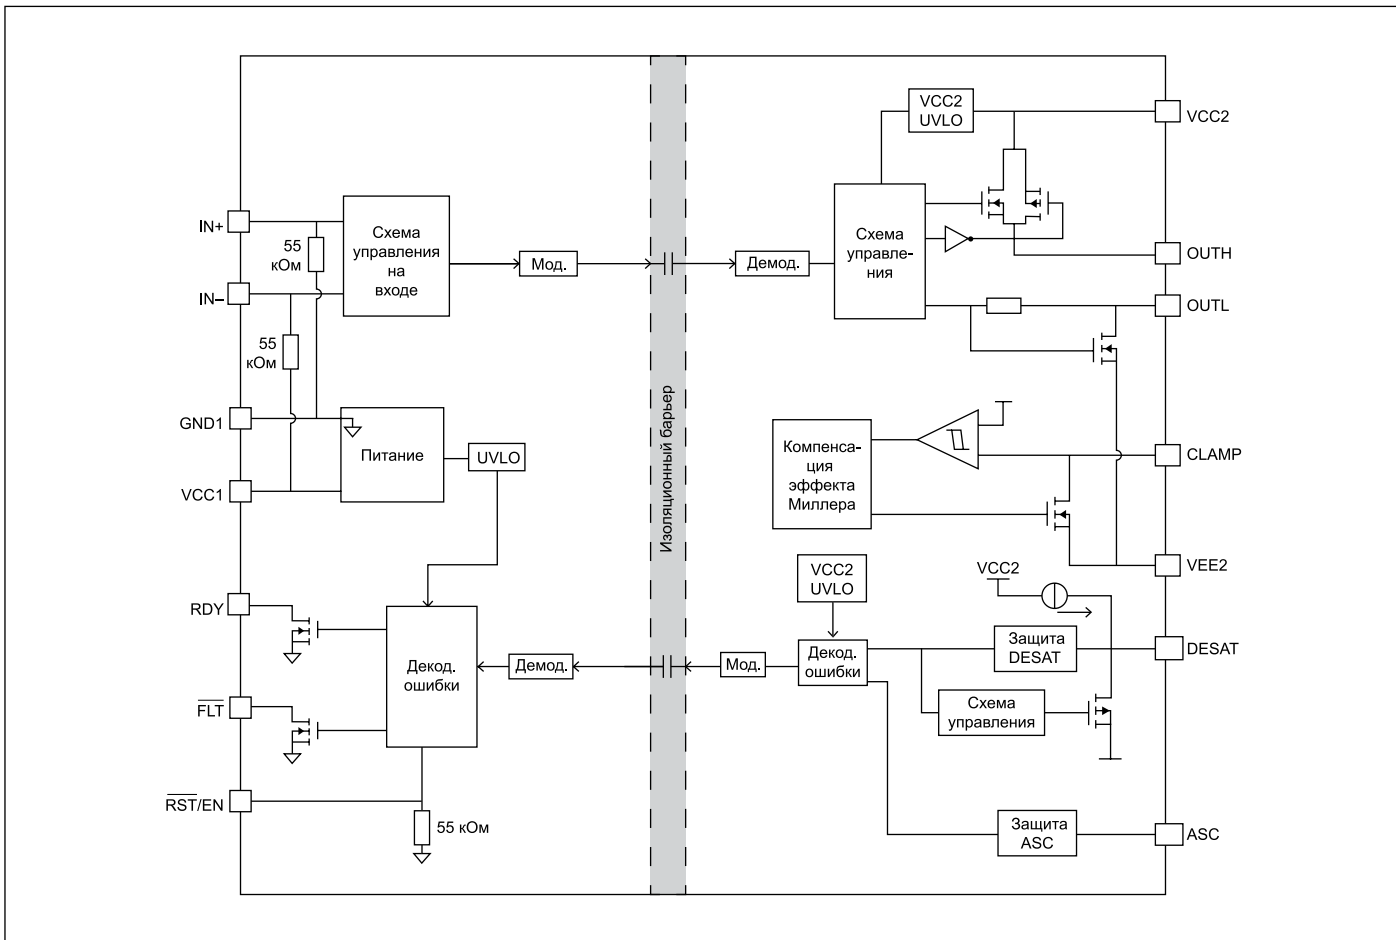 IN+
IN–
GND1
VCC1
RDY
FLT
RST/EN
55
кОм
55
кОм
Схема
управления
на
входе
Питание
UVLO
Мод.
Декод.
ошибки
Демод.
55 кОм
Изоляционный барьер
Демод.
Схема
управле-
ния
VCC2
UVLO
Компенса-
ция
эффекта
Миллера
VCC2
UVLO
Декод.
ошибки
Мод.
VCC2
Защита
DESAT
Схема
управления
Защита
ASC
VCC2
OUTH
OUTL
CLAMP
VEE2
DESAT
ASC